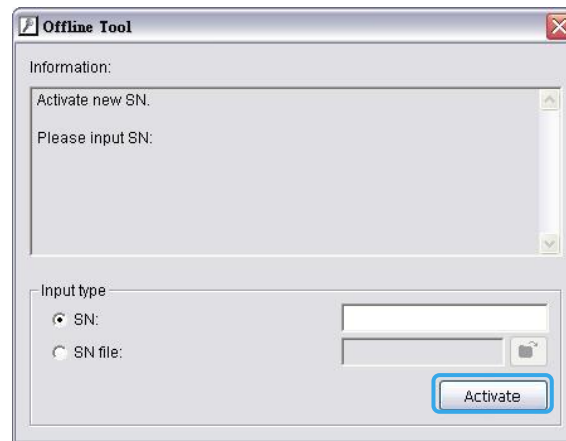 Offline Tool
Information:
Activate new SN.
Please input SN:
Input type
SN:
SN file:
Activate